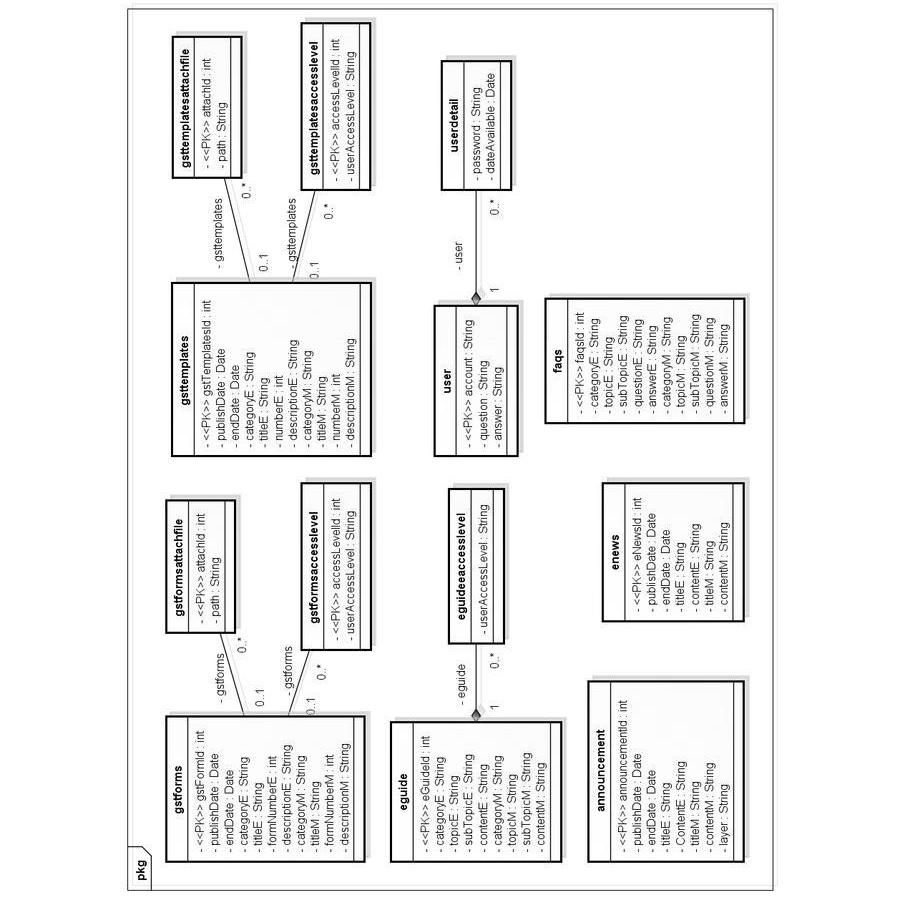 pkg
gstforms
- <<PK>> gstFormId : int
- publishDate : Date
- endDate : Date
- categoryE : String
- titleE : String
- formNumberE : int
- descriptionE : String
- categoryM : String
- titleM : String
- formNumberM : int
- descriptionM : String
- gstforms
0..1
0..*
gstformsattachfile
- <<PK>> attachId : int
- path : String
- gstforms
0..1
0..*
gstformsaccesslevel
- <<PK>> accessLevelId : int
- userAccessLevel : String
gsttemplates
- <<PK>> gstTemplatesId : int
- publishDate : Date
- endDate : Date
- categoryE : String
- titleE : String
- numberE : int
- descriptionE : String
- categoryM : String
- titleM : String
- numberM : int
- descriptionM : String
- gsttemplates
0..1
0..*
gsttemplatesattachfile
- <<PK>> attachId : int
- path : String
- gsttemplates
0..1
0..*
gsttemplatesaccesslevel
- <<PK>> accessLevelId : int
- userAccessLevel : String
eguide
- <<PK>> eGuideId : int
- categoryE : String
- topicE : String
- subTopicE : String
- contentE : String
- categoryM : String
- topicM : String
- subTopicM : String
- contentM : String
- eguide
1
0..*
eguideeaccesslevel
- userAccessLevel : String
user
- <<PK>> account : String
- question : String
- answer : String
- user
1
0..*
userdetail
- password : String
- dateAvailable : Date
announcement
- <<PK>> announcementId : int
- publishDate : Date
- endDate : Date
- titleE : String
- ContentE : String
- titleM : String
- contentM : String
- layer : String
enews
- <<PK>> eNewsId : int
- publishDate : Date
- endDate : Date
- titleE : String
- contentE : String
- titleM : String
- contentM : String
faqs
- <<PK>> faqsId : int
- categoryE : String
- topicE : String
- subTopicE : String
- questionE : String
- answerE : String
- categoryM : String
- topicM : String
- subTopicM : String
- questionM : String
- answerM : String